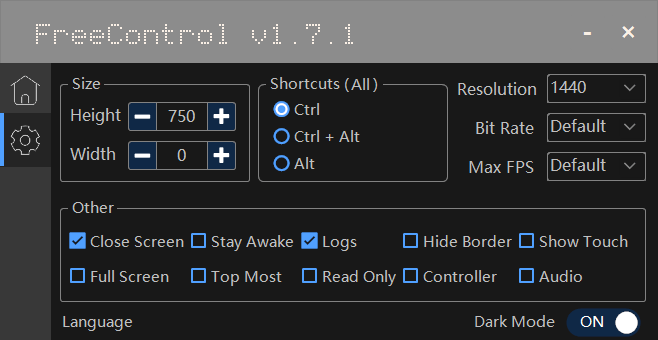 FreeControl v1.7.1
Size
Height 750
Width 0
Shortcuts (All)
Ctrl
Ctrl + Alt
Alt
Resolution 1440
Bit Rate Default
Max FPS Default
Other
Close Screen Stay Awake Logs Hide Border Show Touch
Full Screen Top Most Read Only Controller Audio
Language Dark Mode ON